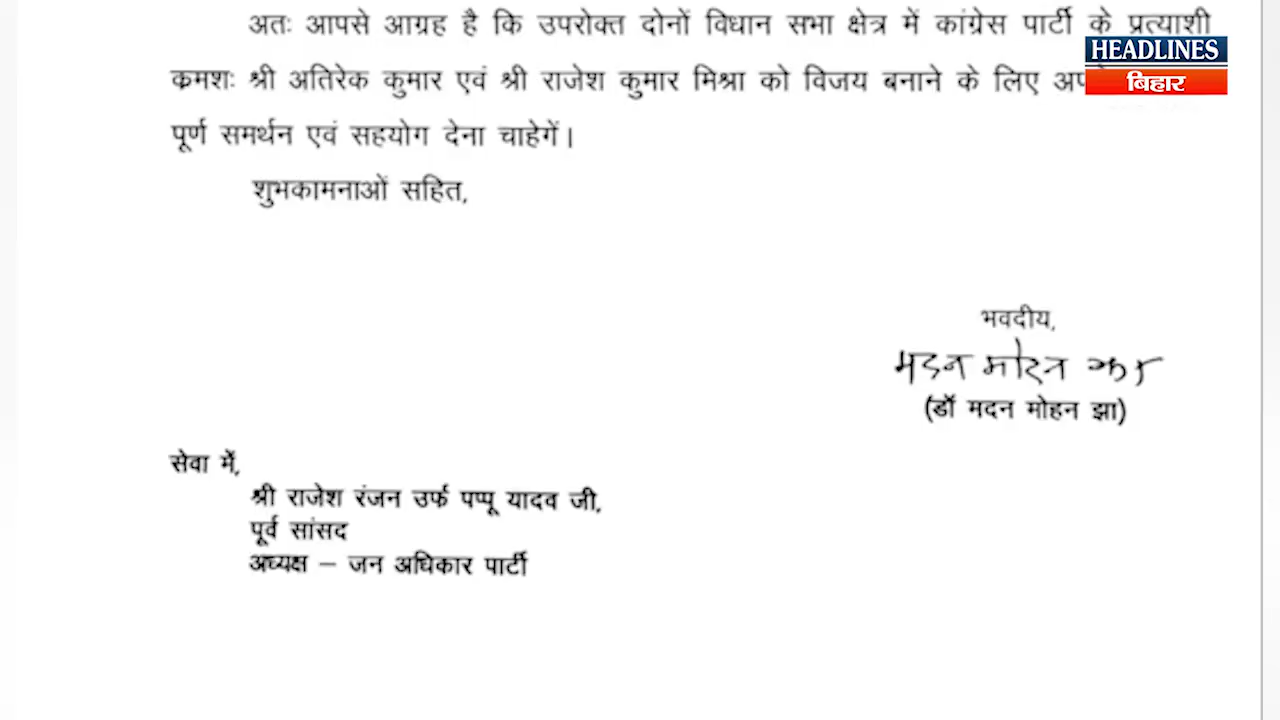 अतः आपसे आग्रह है कि उपरोक्त दोनों विधान सभा क्षेत्र में कांग्रेस पार्टी के प्रत्याशी
HEADLINES
बिहार
क्रमशः श्री अतिरेक कुमार एवं श्री राजेश कुमार मिश्रा को विजय बनाने के लिए
पूर्ण समर्थन एवं सहयोग देना चाहेगें।
शुभकामनाओं सहित,
भवदीय,
मदन मोहन झा
(डॉ मदन मोहन झा)
सेवा में,
श्री राजेश रंजन उर्फ पप्पू यादव जी,
पूर्व सांसद
अध्यक्ष – जन अधिकार पार्टी